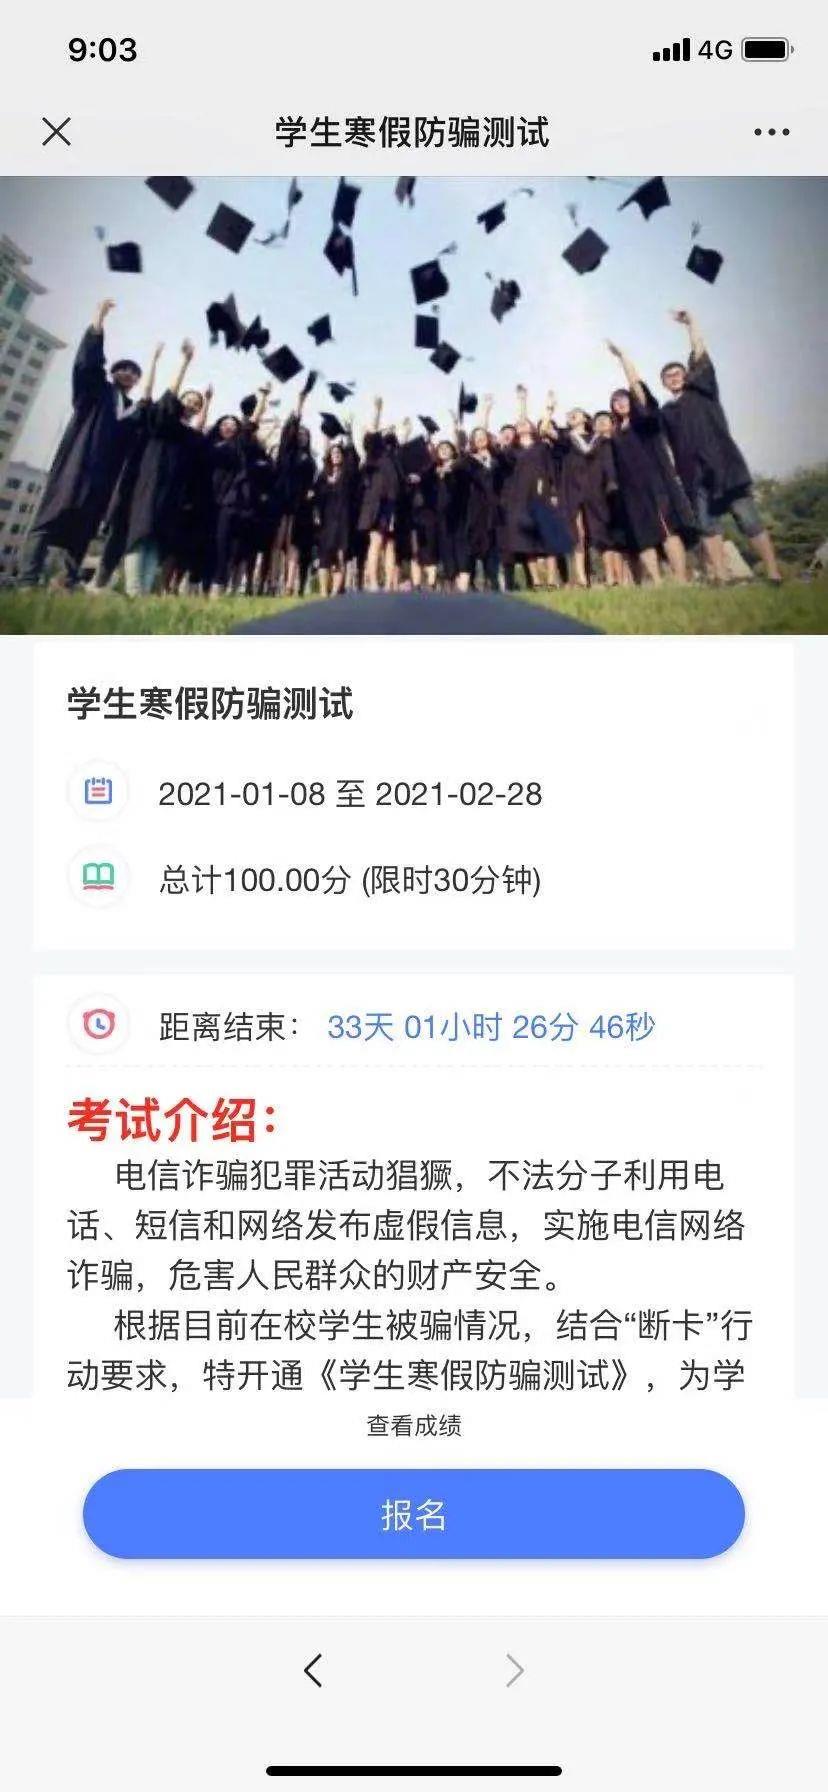 9:03
4G
学生寒假防骗测试
学生寒假防骗测试
2021-01-08 至 2021-02-28
总计100.00分 (限时30分钟)
距离结束： 33天 01小时 26分 46秒
考试介绍：
电信诈骗犯罪活动猖獗，不法分子利用电
话、短信和网络发布虚假信息，实施电信网络
诈骗，危害人民群众的财产安全。
根据目前在校学生被骗情况，结合“断卡”行
动要求，特开通《学生寒假防骗测试》，为学
查看成绩
报名